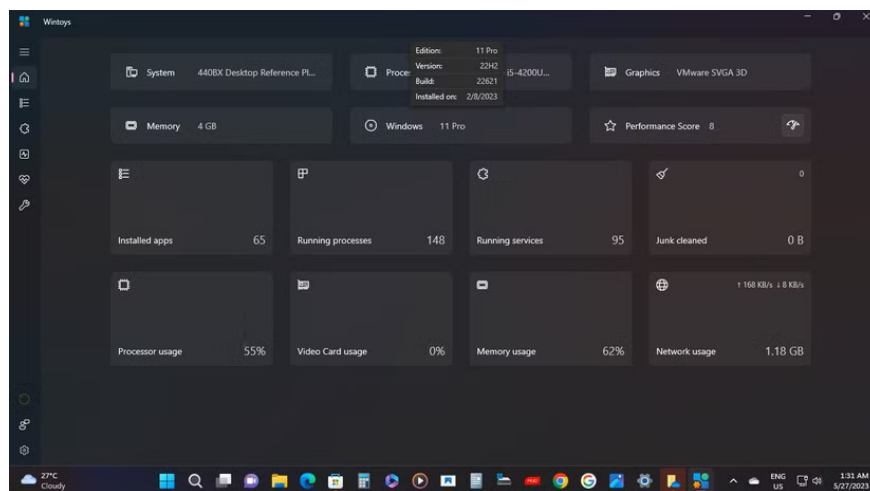 Wintoys
Edition: 11 Pro
Version: 22H2
Build: 22621
Installed on: 2/8/2023
System 440BX Desktop Reference Pl...
Proce i5-4200U...
Graphics VMware SVGA 3D
Memory 4 GB
Windows 11 Pro
Performance Score 8
0
Installed apps 65
Running processes 148
Running services 95
Junk cleaned 0 B
↑ 168 KB/s ↓ 8 KB/s
Processor usage 55%
Video Card usage 0%
Memory usage 62%
Network usage 1.18 GB
27°C
Cloudy
ENG
US
1:31 AM
5/27/2023